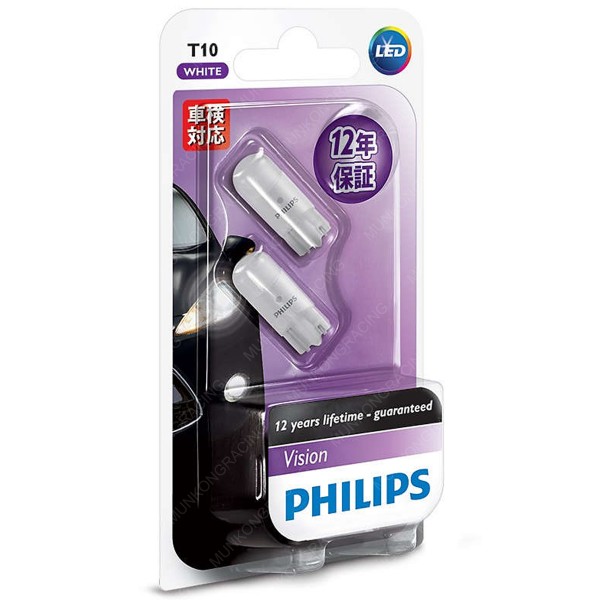 T10
WHITE
LED
車検
対応
12年
保証
PHILIPS
PHILIPS
12 years lifetime - guaranteed
Vision
PHILIPS
MUNKONGRACING